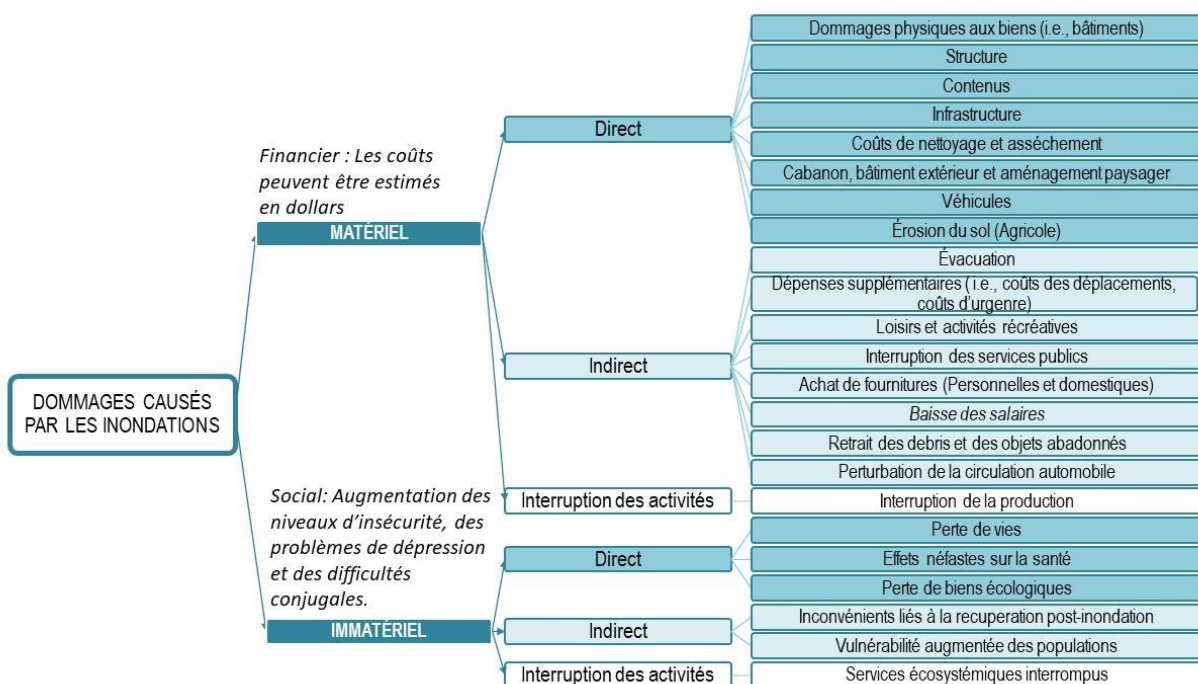 DOMMAGES CAUSÉS
PAR LES INONDATIONS
Financier : Les coûts
peuvent être estimés
en dollars
MATÉRIEL
Direct
Dommages physiques aux biens (i.e., bâtiments)
Structure
Contenus
Infrastructure
Coûts de nettoyage et asséchement
Cabanon, bâtiment extérieur et aménagement paysager
Véhicules
Érosion du sol (Agricole)
Indirect
Évacuation
Dépenses supplémentaires ( i.e., coûts des déplacements,
coûts d'urgenre)
Loisirs et activités récréatives
Interruption des services publics
Achat de fournitures (Personnelles et domestiques)
Baisse des salaires
Retrait des debris et des objets abadonnés
Perturbation de la circulation automobile
Interruption des activités
Interruption de la production
Social: Augmentation des
niveaux d'insécurité, des
problèmes de dépression
et des difficultés
conjugales.
IMMATÉRIEL
Direct
Perte de vies
Effets néfastes sur la santé
Perte de biens écologiques
Indirect
Inconvénients liés à la recuperation post-inondation
Vulnérabilité augmentée des populations
Interruption des activités
Services écosystémiques interrompus